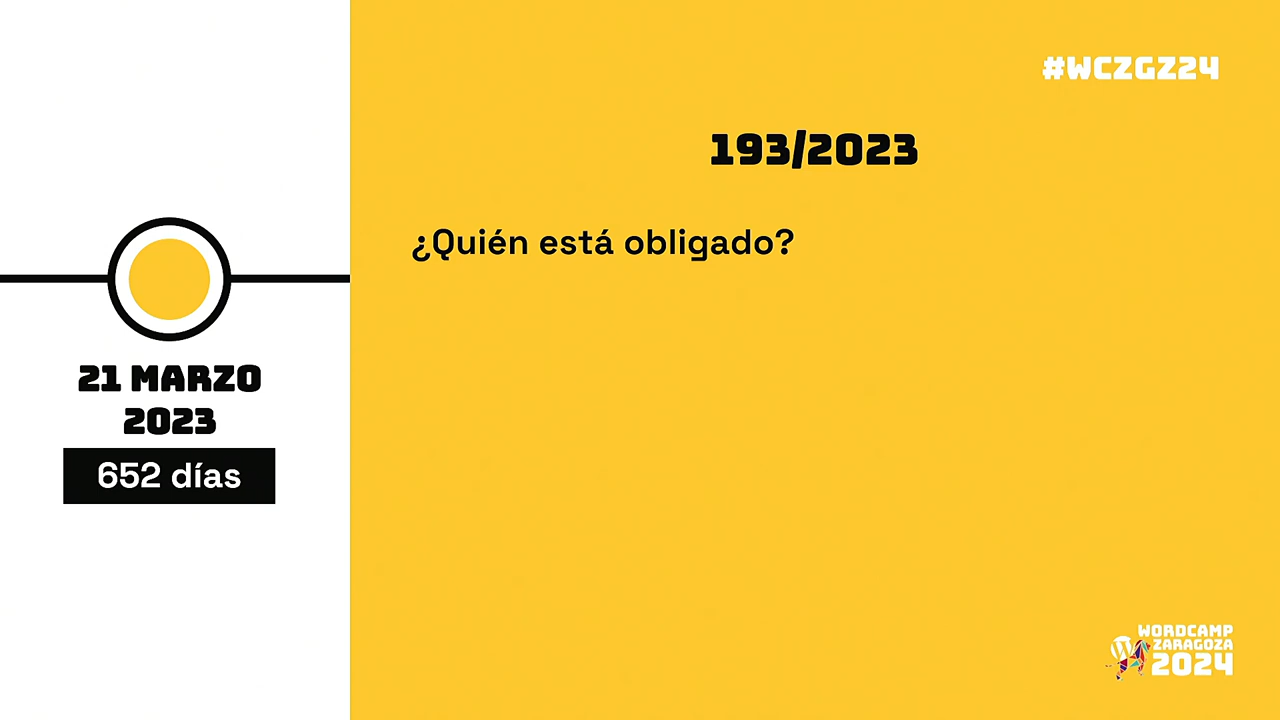 #WCZGZ24
193/2023
¿Quién está obligado?
21 MARZO
2023
652 días
WORDCAMP
ZARAGOZA
2024